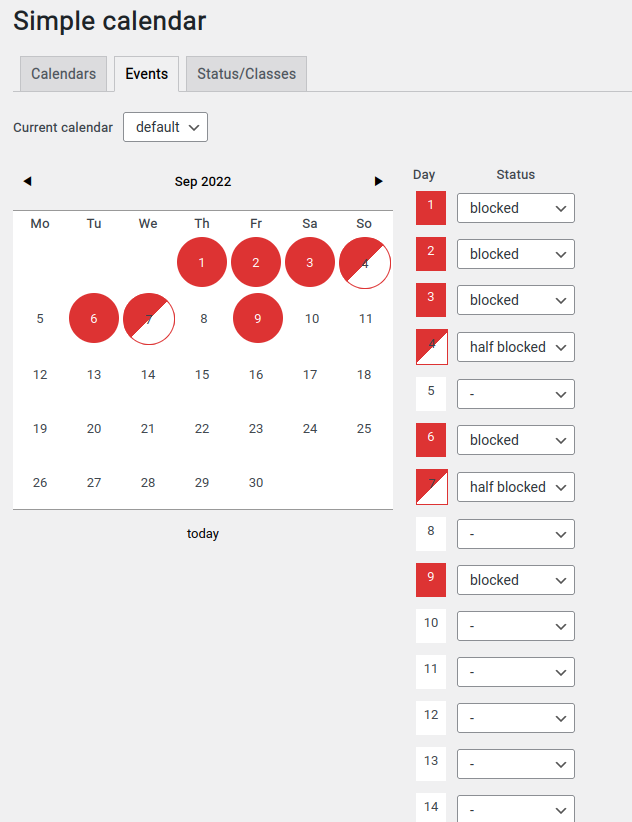 Simple calendar
Calendars Events Status/Classes
Current calendar default
◀ Sep 2022 ▶
Mo Tu We Th Fr Sa So
1 2 3 4
5 6 7 8 9 10 11
12 13 14 15 16 17 18
19 20 21 22 23 24 25
26 27 28 29 30
today
Day Status
1 blocked
2 blocked
3 blocked
4 half blocked
5 -
6 blocked
7 half blocked
8 -
9 blocked
10 -
11 -
12 -
13 -
14 -